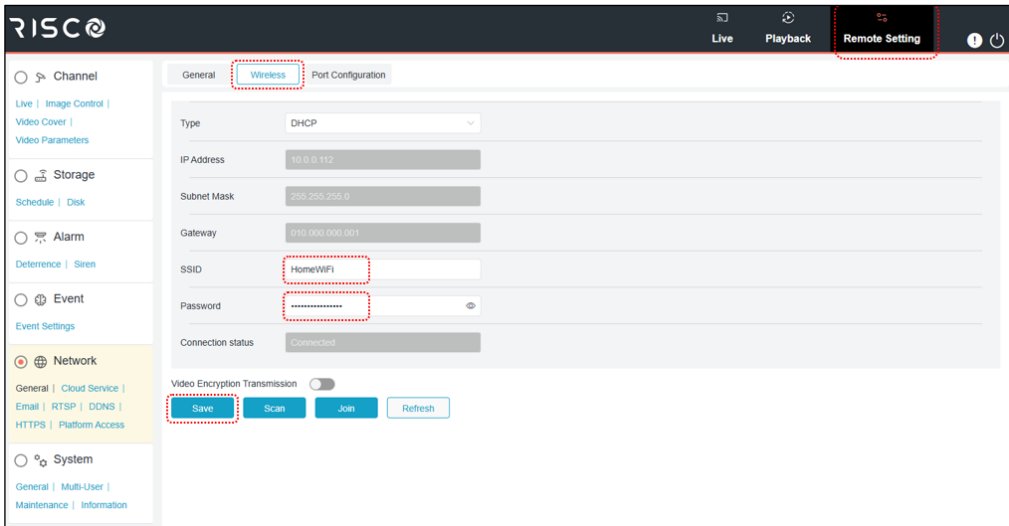 RISCO
Live
Playback
Remote Setting
Channel
Live | Image Control |
Video Cover |
Video Parameters
Storage
Schedule | Disk
Alarm
Deterrence | Siren
Event
Event Settings
Network
General | Cloud Service |
Email | RTSP | DDNS |
HTTPS | Platform Access
System
General | Multi-User |
Maintenance | Information
General
Wireless
Port Configuration
Type DHCP
IP Address 10.0.0.112
Subnet Mask 255.255.255.0
Gateway 010.000.000.001
SSID HomeWiFi
Password ••••••••••••••••
Connection status Connected
Video Encryption Transmission
Save
Scan
Join
Refresh